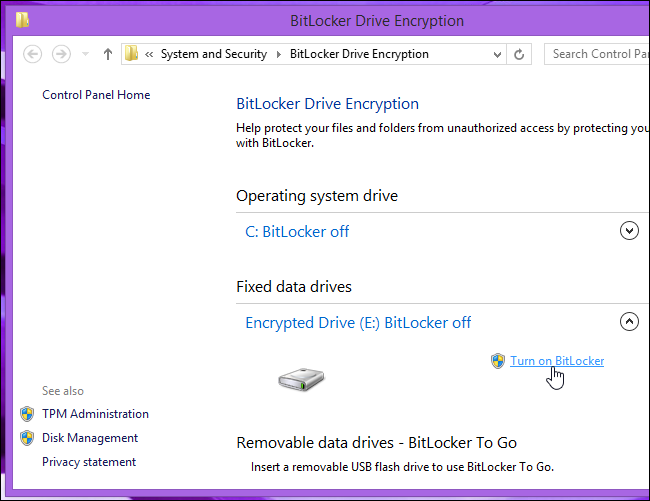 BitLocker Drive Encryption
« System and Security › BitLocker Drive Encryption
Search Control Pa
Control Panel Home
BitLocker Drive Encryption
Help protect your files and folders from unauthorized access by protecting you
with BitLocker.
Operating system drive
C: BitLocker off
Fixed data drives
Encrypted Drive (E:) BitLocker off
Turn on BitLocker
See also
TPM Administration
Disk Management
Privacy statement
Removable data drives - BitLocker To Go
Insert a removable USB flash drive to use BitLocker To Go.